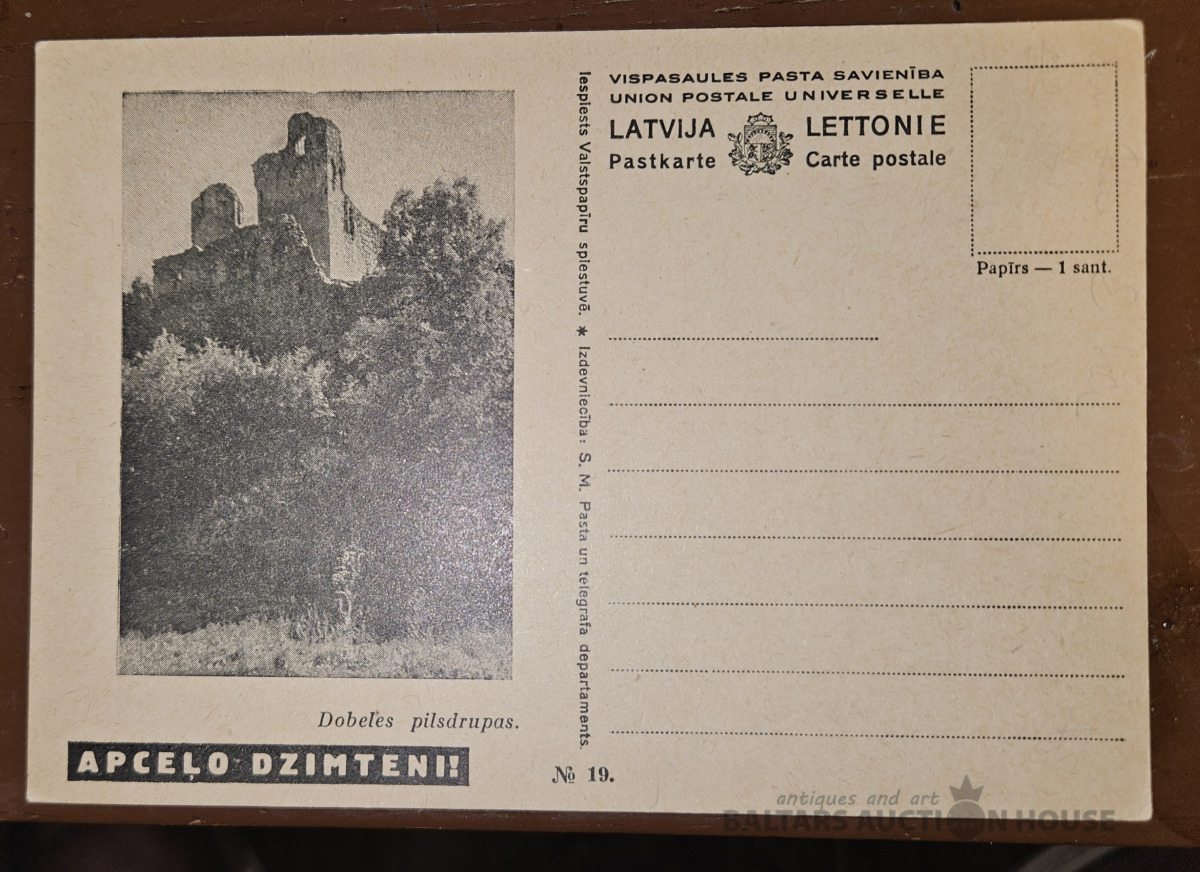 VISPASAULES PASTA SAVIENĪBA
UNION POSTALE UNIVERSELLE
LATVIJA LETTONIE
Pastkarte Carte postale
Papīrs — 1 sant.
Iespiests Valstspapīru spiestuvē. * Izdevniecība: S. M. Pasta un telegrafa departaments.
Dobeles pilsdrupas.
APCEĻO DZIMTENI!
№ 19.
antiques and art
BALTARS AUCTION HOUSE